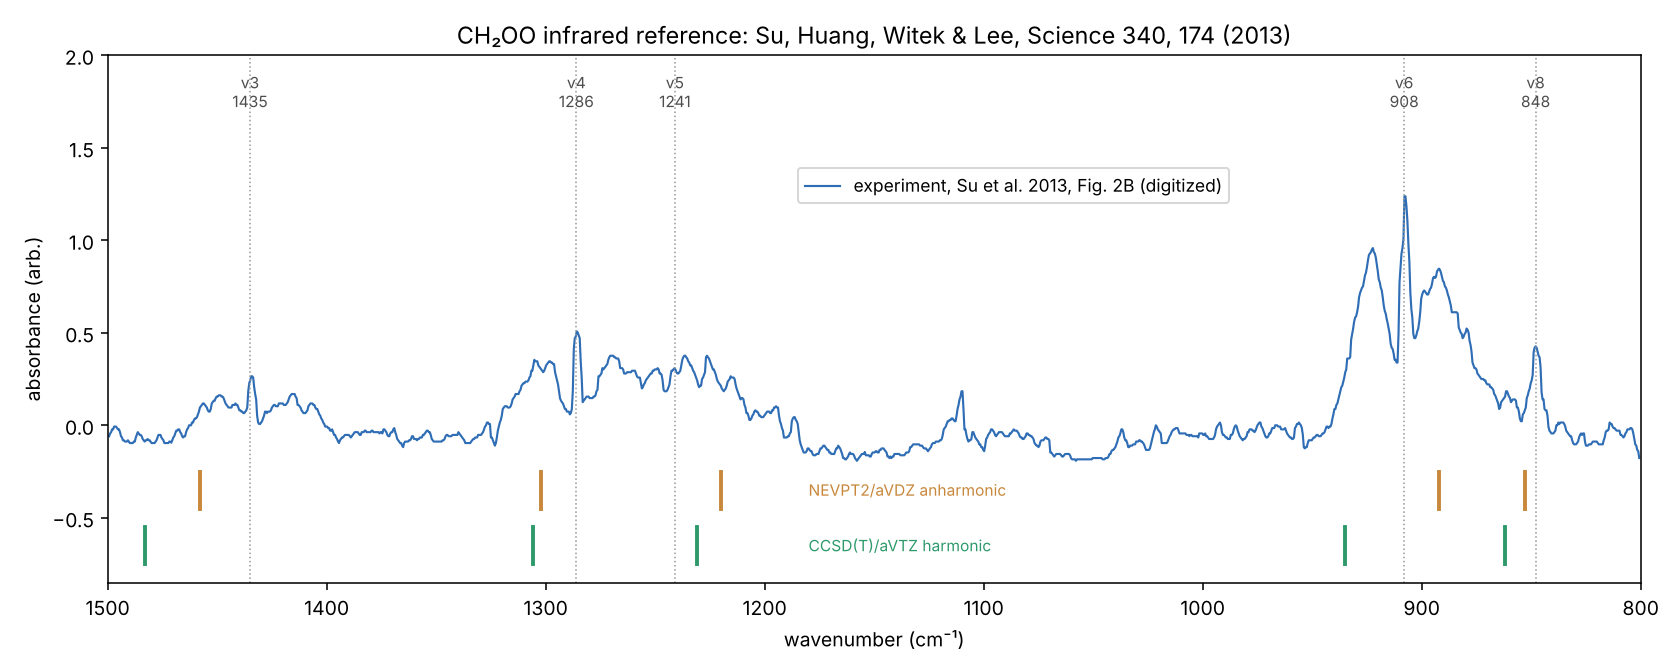 CH₂OO infrared reference: Su, Huang, Witek & Lee, Science 340, 174 (2013)
2.0
1.5
1.0
0.5
0.0
−0.5
absorbance (arb.)
ν3
1435
ν4
1286
ν5
1241
ν6
908
ν8
848
experiment, Su et al. 2013, Fig. 2B (digitized)
NEVPT2/aVDZ anharmonic
CCSD(T)/aVTZ harmonic
1500 1400 1300 1200 1100 1000 900 800
wavenumber (cm⁻¹)